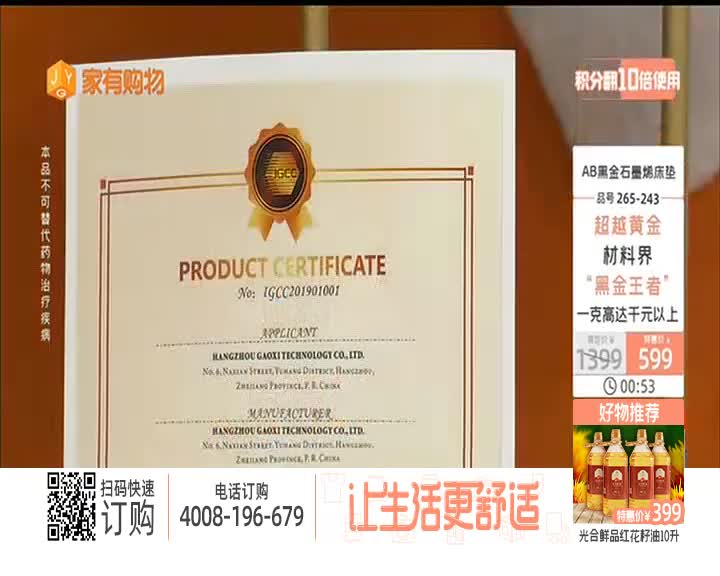 JYG 家有购物
积分翻10倍使用
本品不可替代药物治疗疾病
IGCC
PRODUCT CERTIFICATE
No: IGCC201901001
APPLICANT
HANGZHOU GAOXI TECHNOLOGY CO., LTD.
No. 6, Naxian Street, Yuhang District, Hangzhou,
Zhejiang Province, P. R. China
MANUFACTURER
HANGZHOU GAOXI TECHNOLOGY CO., LTD.
No. 6, Naxian Street, Yuhang District, Hangzhou,
Zhejiang Province, P. R. China
AB黑金石墨烯床垫
品号 265-243
超越黄金
材料界
“黑金王者”
一克高达千元以上
1399
特惠价¥
599
00:53
好物推荐
特惠价¥399
光合鲜品红花籽油10升
扫码快速
订购
电话订购
4008-196-679
让生活更舒适